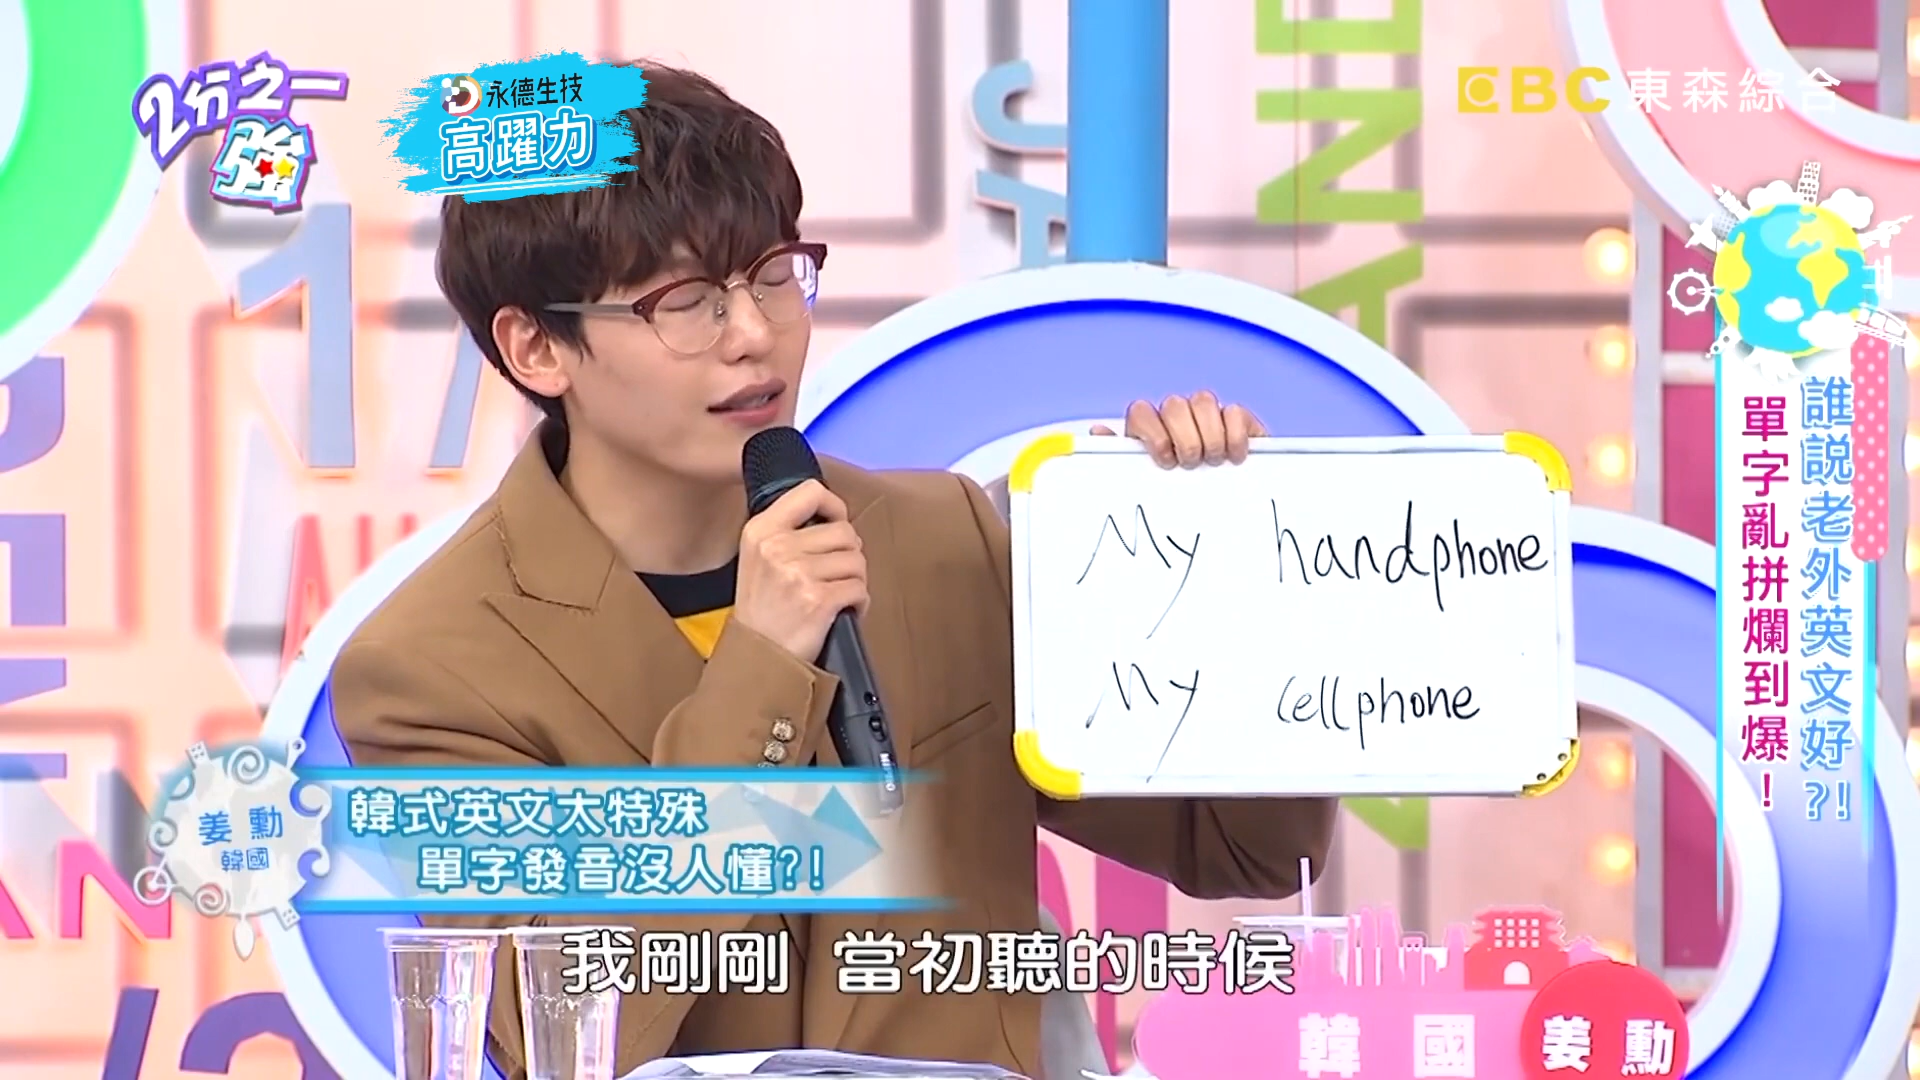 2分之一
強
永德生技
高躍力
EBC 東森綜合
誰說老外英文好?!
單字亂拼爛到爆!
My handphone
My cellphone
姜勳
韓國
韓式英文太特殊
單字發音沒人懂?!
我剛剛 當初聽的時候
韓國 姜勳